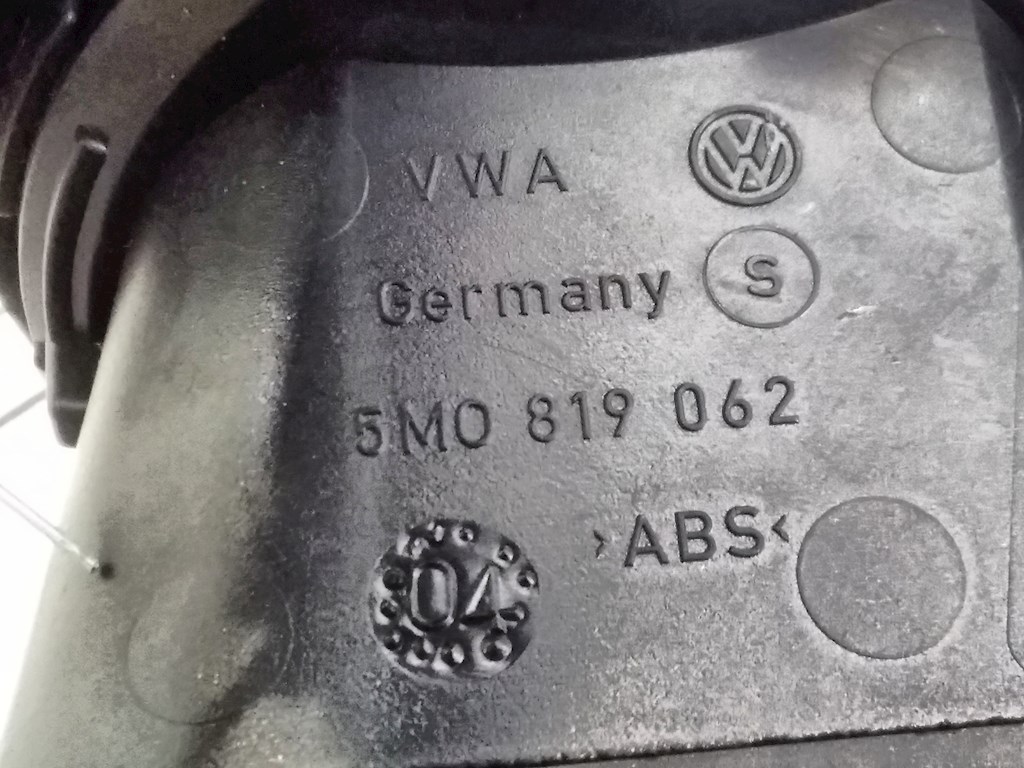 VWA
Germany S
5M0 819 062
>ABS<
04